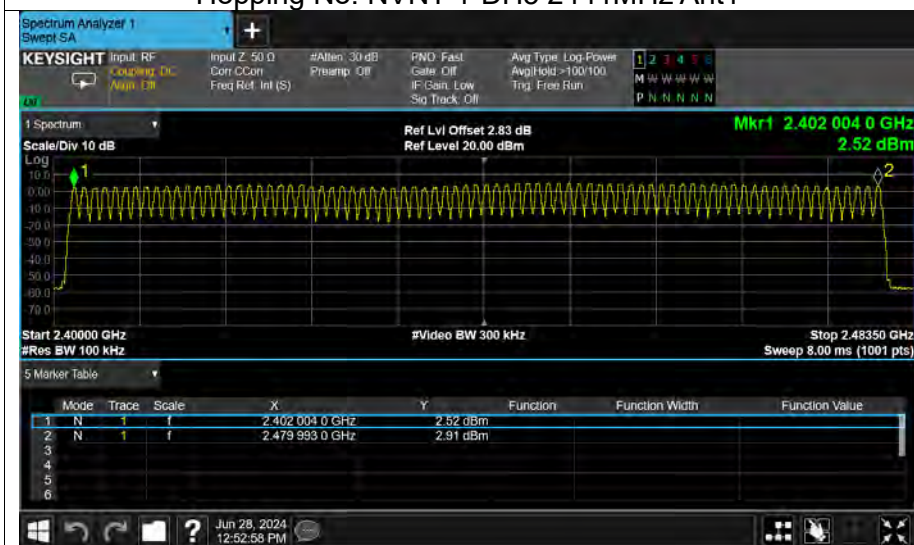 Hopping No. NVNT 1-DH5 2441MHz Ant1
Spectrum Analyzer 1
Swept SA
+
KEYSIGHT Input: RF Input Z: 50 Ω #Atten: 30 dB PNO: Fast Avg Type: Log-Power 1 2 3 4 5 6
Coupling: DC Corr CCorr Preamp: Off Gate: Off Avg|Hold:>100/100 M W W W W W
Align: Off Freq Ref: Int (S) IF Gain: Low Trig: Free Run
Sig Track: Off P N N N N N
1 Spectrum Ref Lvl Offset 2.83 dB Mkr1 2.402 004 0 GHz
Scale/Div 10 dB Ref Level 20.00 dBm 2.52 dBm
Log
10.0 1 2
0.00
-10.0
-20.0
-30.0
-40.0
-50.0
-60.0
-70.0
Start 2.40000 GHz #Video BW 300 kHz Stop 2.48350 GHz
#Res BW 100 kHz Sweep 8.00 ms (1001 pts)
5 Marker Table
Mode Trace Scale X Y Function Function Width Function Value
1 N 1 f 2.402 004 0 GHz 2.52 dBm
2 N 1 f 2.479 993 0 GHz 2.91 dBm
3
4
5
6
? Jun 28, 2024
12:52:58 PM